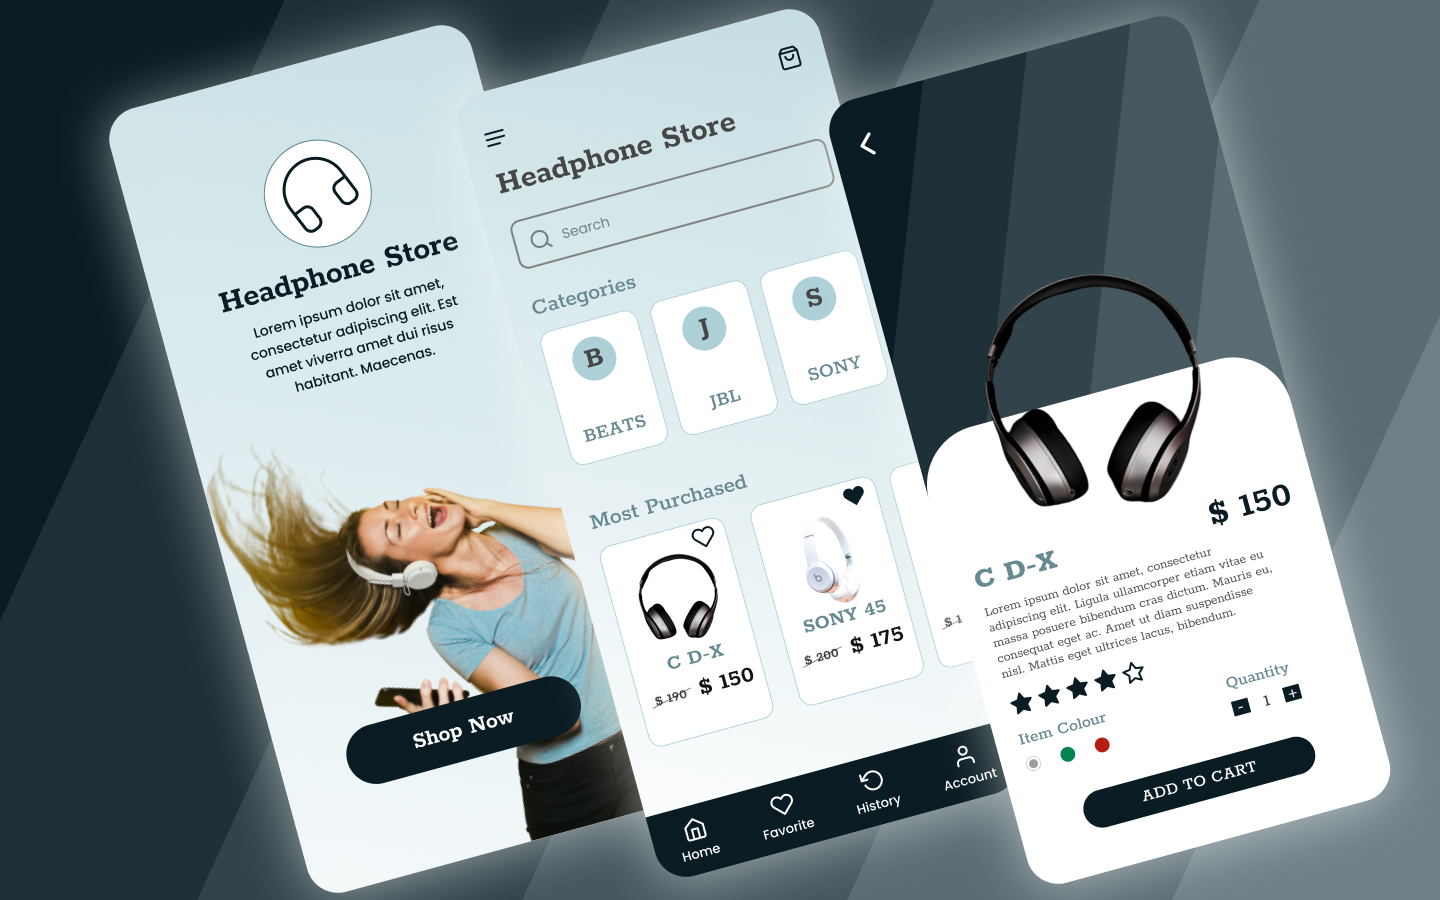 Headphone Store
Lorem ipsum dolor sit amet,
consectetur adipiscing elit. Est
amet viverra amet dui risus
habitant. Maecenas.
Shop Now
Headphone Store
Search
Categories
B
BEATS
J
JBL
S
SONY
Most Purchased
b
C D-X
$ 190 $ 150
SONY 45
$ 200 $ 175
$ 1
Home
Favorite
History
Account
$ 150
C D-X
Lorem ipsum dolor sit amet, consectetur
adipiscing elit. Ligula ullamcorper etiam vitae eu
massa posuere bibendum cras dictum. Mauris eu,
consequat eget ac. Amet ut diam suspendisse
nisl. Mattis eget ultrices lacus, bibendum.
Quantity
- 1 +
Item Colour
ADD TO CART